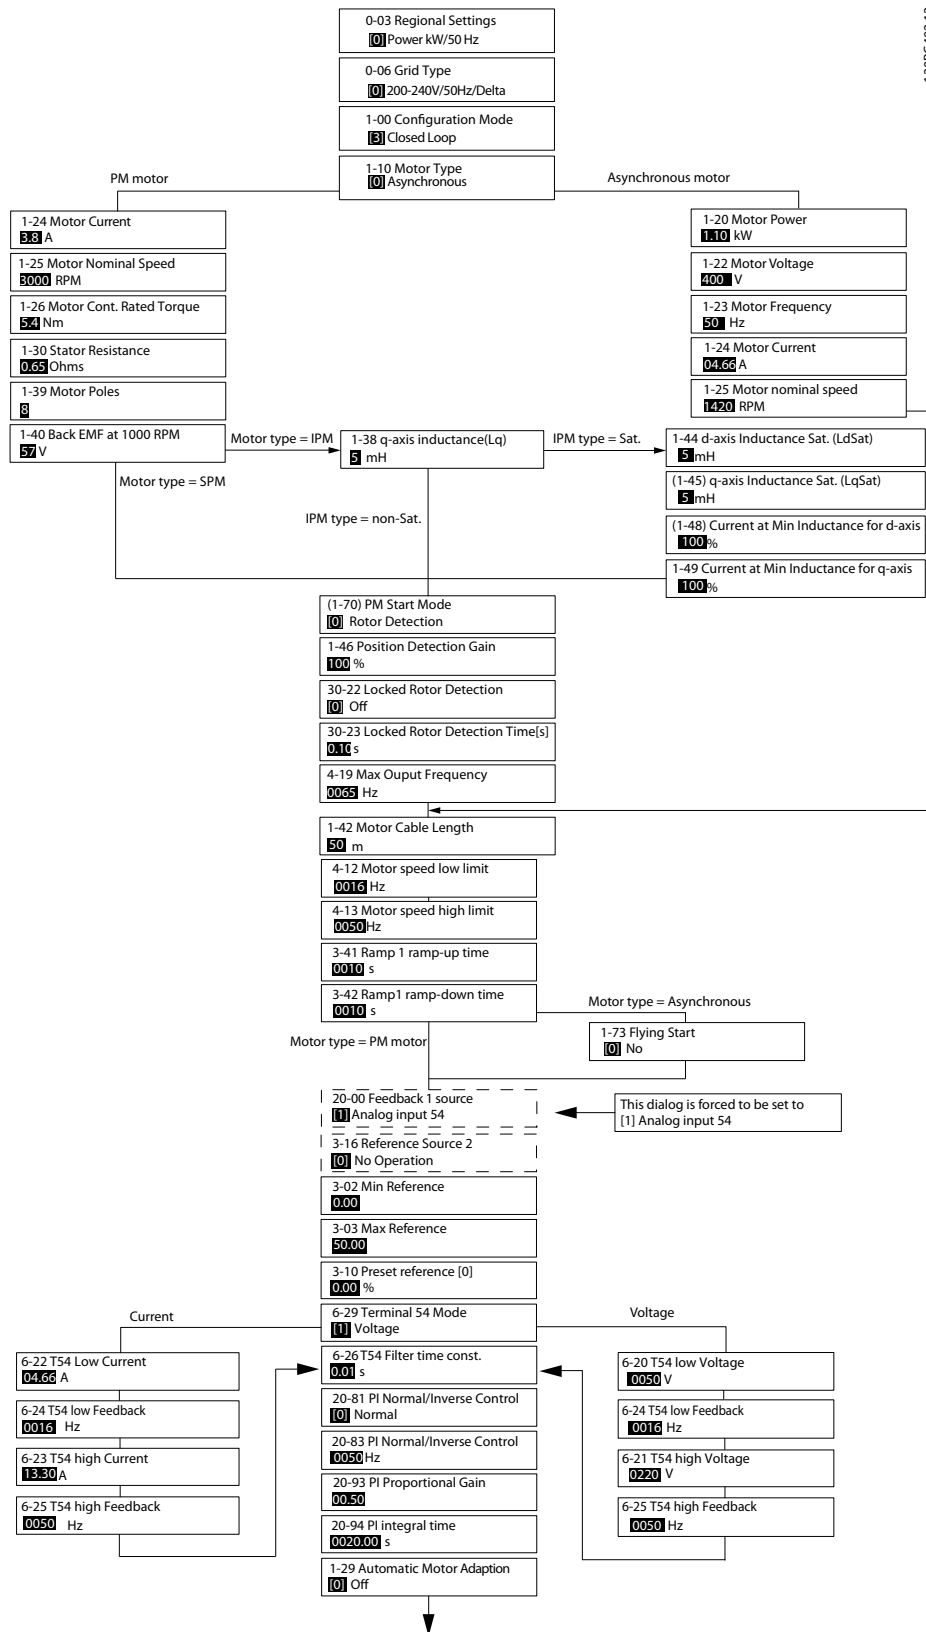 0-03 Regional Settings
[0] Power kW/50 Hz
0-06 Grid Type
[0] 200-240V/50Hz/Delta
1-00 Configuration Mode
[3] Closed Loop
1-10 Motor Type
[0] Asynchronous
PM motor
Asynchronous motor
1-24 Motor Current
3.8 A
1-25 Motor Nominal Speed
3000 RPM
1-26 Motor Cont. Rated Torque
5.4 Nm
1-30 Stator Resistance
0.65 Ohms
1-39 Motor Poles
8
1-40 Back EMF at 1000 RPM
57 V
1-20 Motor Power
1.10 kW
1-22 Motor Voltage
400 V
1-23 Motor Frequency
50 Hz
1-24 Motor Current
04.66 A
1-25 Motor nominal speed
1420 RPM
Motor type = IPM
1-38 q-axis inductance(Lq)
5 mH
IPM type = Sat.
1-44 d-axis Inductance Sat. (LdSat)
5 mH
(1-45) q-axis Inductance Sat. (LqSat)
5 mH
(1-48) Current at Min Inductance for d-axis
100 %
1-49 Current at Min Inductance for q-axis
100 %
Motor type = SPM
IPM type = non-Sat.
(1-70) PM Start Mode
[0] Rotor Detection
1-46 Position Detection Gain
100 %
30-22 Locked Rotor Detection
[0] Off
30-23 Locked Rotor Detection Time[s]
0.10 s
4-19 Max Ouput Frequency
0065 Hz
1-42 Motor Cable Length
50 m
4-12 Motor speed low limit
0016 Hz
4-13 Motor speed high limit
0050 Hz
3-41 Ramp 1 ramp-up time
0010 s
3-42 Ramp1 ramp-down time
0010 s
Motor type = Asynchronous
1-73 Flying Start
[0] No
Motor type = PM motor
20-00 Feedback 1 source
[1] Analog input 54
This dialog is forced to be set to
[1] Analog input 54
3-16 Reference Source 2
[0] No Operation
3-02 Min Reference
0.00
3-03 Max Reference
50.00
3-10 Preset reference [0]
0.00 %
6-29 Terminal 54 Mode
[1] Voltage
Current
Voltage
6-22 T54 Low Current
04.66 A
6-24 T54 low Feedback
0016 Hz
6-23 T54 high Current
13.30 A
6-25 T54 high Feedback
0050 Hz
6-26 T54 Filter time const.
0.01 s
20-81 PI Normal/Inverse Control
[0] Normal
20-83 PI Normal/Inverse Control
0050 Hz
20-93 PI Proportional Gain
00.50
20-94 PI integral time
0020.00 s
1-29 Automatic Motor Adaption
[0] Off
6-20 T54 low Voltage
0050 V
6-24 T54 low Feedback
0016 Hz
6-21 T54 high Voltage
0220 V
6-25 T54 high Feedback
0050 Hz